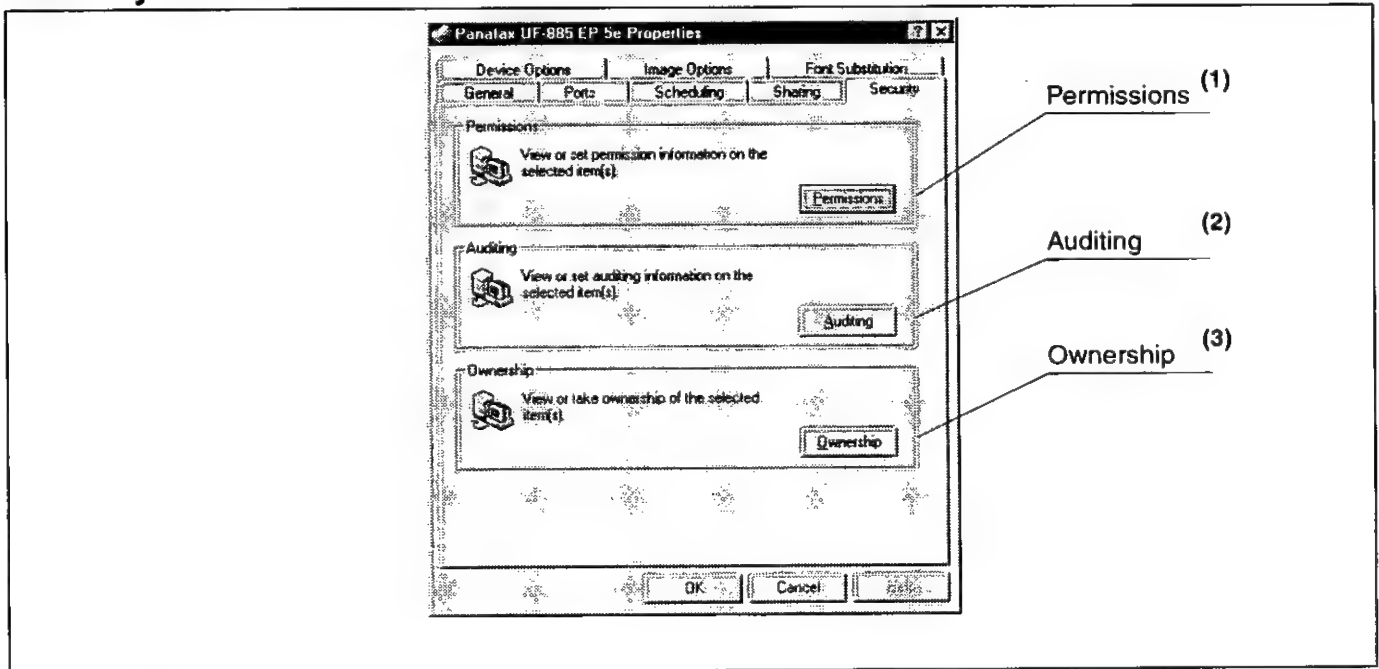 Panafax UF-885 EP 5e Properties
Device Options Image Options Font Substitution
General Ports Scheduling Sharing Security
Permissions
View or set permission information on the
selected item(s).
Permissions
Auditing
View or set auditing information on the
selected item(s).
Auditing
Ownership
View or take ownership of the selected
item(s).
Ownership
OK Cancel
Permissions (1)
Auditing (2)
Ownership (3)